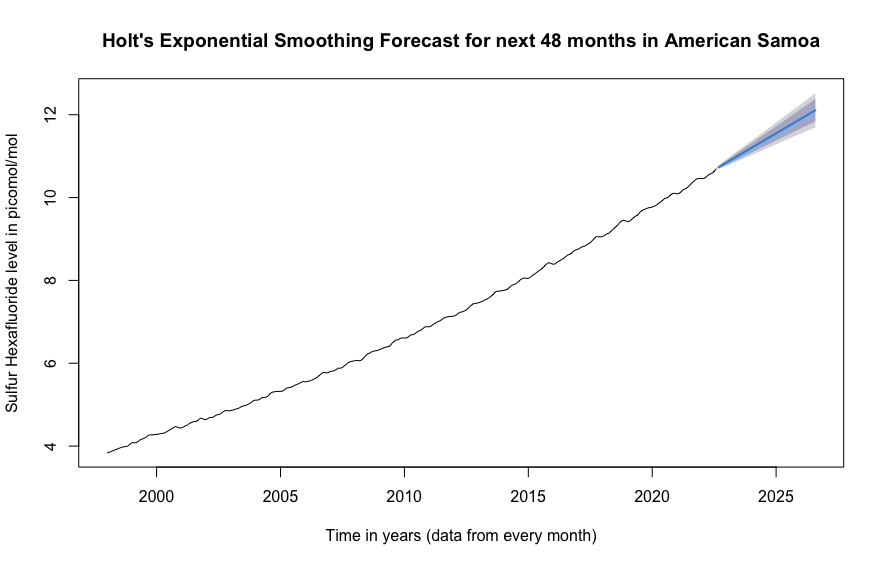 Holt's Exponential Smoothing Forecast for next 48 months in American Samoa
Sulfur Hexafluoride level in picomol/mol
12
10
8
6
4
2000 2005 2010 2015 2020 2025
Time in years (data from every month)